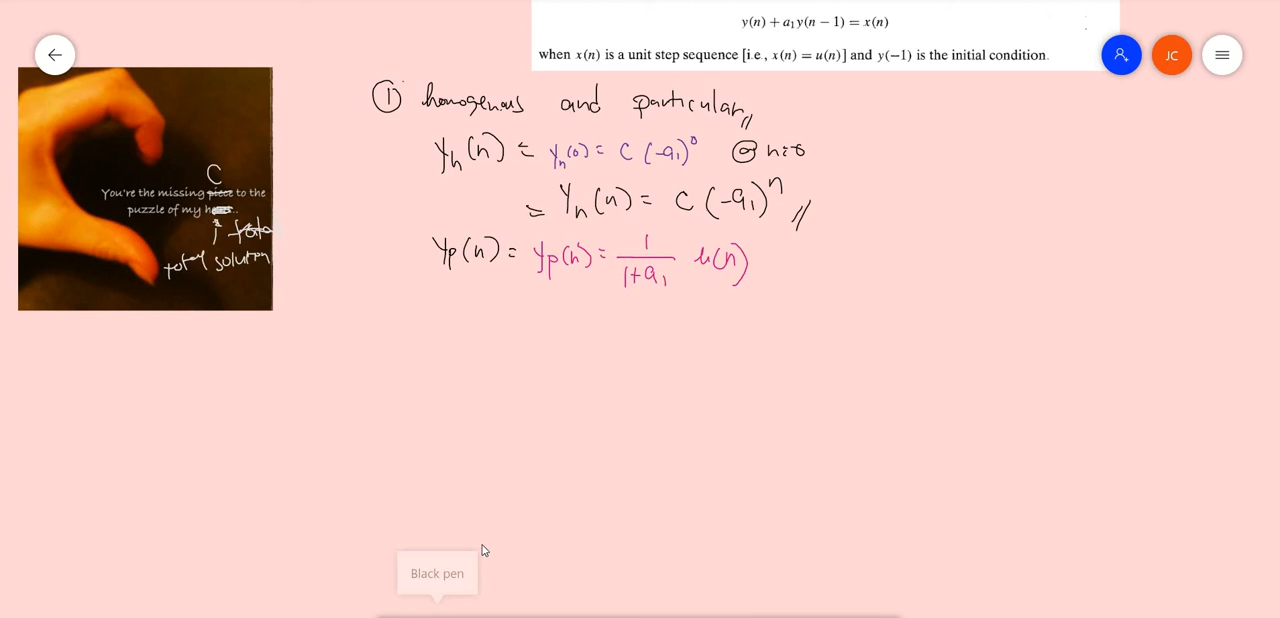 y(n) + a₁y(n − 1) = x(n)
when x(n) is a unit step sequence [i.e., x(n) = u(n)] and y(−1) is the initial condition.
JC
① homogenous and particular //
yₕ(n) = yₕ(0) = C (-a₁)⁰ @ n=0
= yₕ(n) = C (-a₁)ⁿ //
yₚ(n) = yₚ(n) = 1/(1+a₁) u(n)
C
You're the missing piece to the
puzzle of my
total solution
Black pen